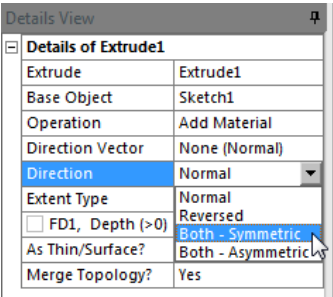 Details View
Details of Extrude1
Extrude Extrude1
Base Object Sketch1
Operation Add Material
Direction Vector None (Normal)
Direction Normal
Extent Type Normal
Reversed
FD1, Depth (>0) Both - Symmetric
As Thin/Surface? Both - Asymmetric
Merge Topology? Yes